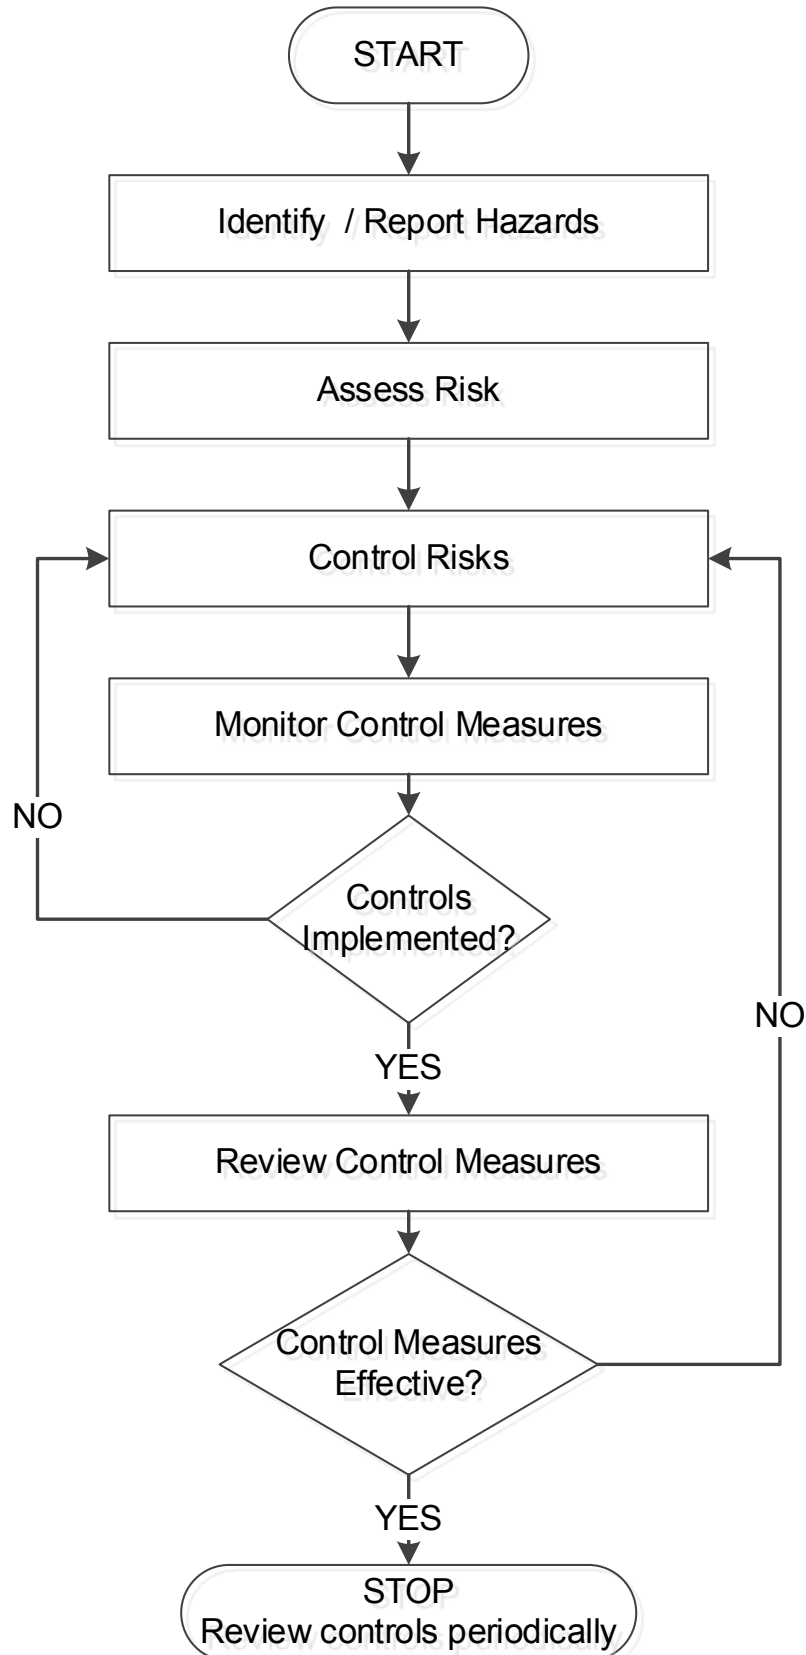 START
Identify / Report Hazards
Assess Risk
Control Risks
Monitor Control Measures
NO
Controls
Implemented?
NO
YES
Review Control Measures
Control Measures
Effective?
YES
STOP
Review controls periodically